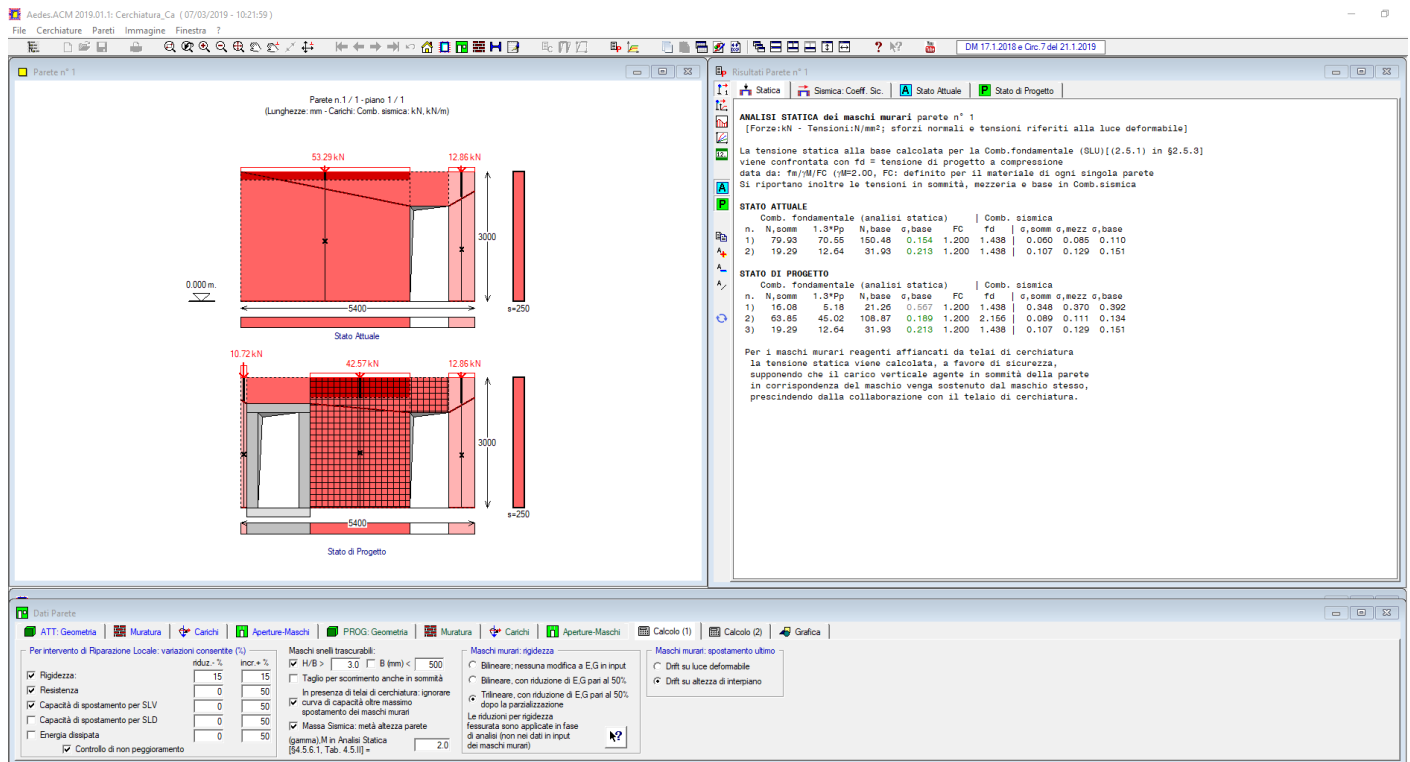 Aedes.ACM 2019.01.1: Cerchiatura_Ca ( 07/03/2019 - 10:21:59 )
File Cerchiature Pareti Immagine Finestra ?
DM 17.1.2018 e Circ.7 del 21.1.2019
Parete n° 1
Parete n.1 / 1 - piano 1 / 1
(Lunghezze: mm - Carichi: Comb. sismica: kN, kN/m)
53.29 kN 12.86 kN
3000
0.000 m.
5400 s=250
Stato Attuale
10.72 kN 42.57 kN 12.86 kN
3000
5400 s=250
Stato di Progetto
Risultati Parete n° 1
Statica Sismica: Coeff. Sic. A Stato Attuale P Stato di Progetto
ANALISI STATICA dei maschi murari parete n° 1
[Forze:kN - Tensioni:N/mm²; sforzi normali e tensioni riferiti alla luce deformabile]
La tensione statica alla base calcolata per la Comb.fondamentale (SLU)[(2.5.1) in §2.5.3]
viene confrontata con fd = tensione di progetto a compressione
data da: fm/γM/FC (γM=2.00, FC: definito per il materiale di ogni singola parete
Si riportano inoltre le tensioni in sommità, mezzeria e base in Comb.sismica
STATO ATTUALE
Comb. fondamentale (analisi statica) | Comb. sismica
n. N,somm 1.3*Pp N,base σ,base FC fd | σ,somm σ,mezz σ,base
1) 79.93 70.55 150.48 0.154 1.200 1.438 | 0.060 0.085 0.110
2) 19.29 12.64 31.93 0.213 1.200 1.438 | 0.107 0.129 0.151
STATO DI PROGETTO
Comb. fondamentale (analisi statica) | Comb. sismica
n. N,somm 1.3*Pp N,base σ,base FC fd | σ,somm σ,mezz σ,base
1) 16.08 5.18 21.26 0.567 1.200 1.438 | 0.348 0.370 0.392
2) 63.85 45.02 108.87 0.189 1.200 2.156 | 0.089 0.111 0.134
3) 19.29 12.64 31.93 0.213 1.200 1.438 | 0.107 0.129 0.151
Per i maschi murari reagenti affiancati da telai di cerchiatura
la tensione statica viene calcolata, a favore di sicurezza,
supponendo che il carico verticale agente in sommità della parete
in corrispondenza del maschio venga sostenuto dal maschio stesso,
prescindendo dalla collaborazione con il telaio di cerchiatura.
Dati Parete
ATT: Geometria Muratura Carichi Aperture-Maschi PROG: Geometria Muratura Carichi Aperture-Maschi Calcolo (1) Calcolo (2) Grafica
Per intervento di Riparazione Locale: variazioni consentite (%)
riduz.- % incr.+ %
Rigidezza: 15 15
Resistenza 0 50
Capacità di spostamento per SLV 0 50
Capacità di spostamento per SLD 0 50
Energia dissipata 0 50
Controllo di non peggioramento
Maschi snelli trascurabili:
H/B > 3.0 B (mm) < 500
Taglio per scorrimento anche in sommità
In presenza di telai di cerchiatura: ignorare
curva di capacità oltre massimo
spostamento dei maschi murari
Massa Sismica: metà altezza parete
(gamma),M in Analisi Statica
[§4.5.6.1, Tab. 4.5.II] = 2.0
Maschi murari: rigidezza
Bilineare; nessuna modifica a E,G in input
Bilineare, con riduzione di E,G pari al 50%
Trilineare, con riduzione di E,G pari al 50%
dopo la parzializzazione
Le riduzioni per rigidezza
fessurata sono applicate in fase
di analisi (non nei dati in input
dei maschi murari)
Maschi murari: spostamento ultimo
Drift su luce deformabile
Drift su altezza di interpiano